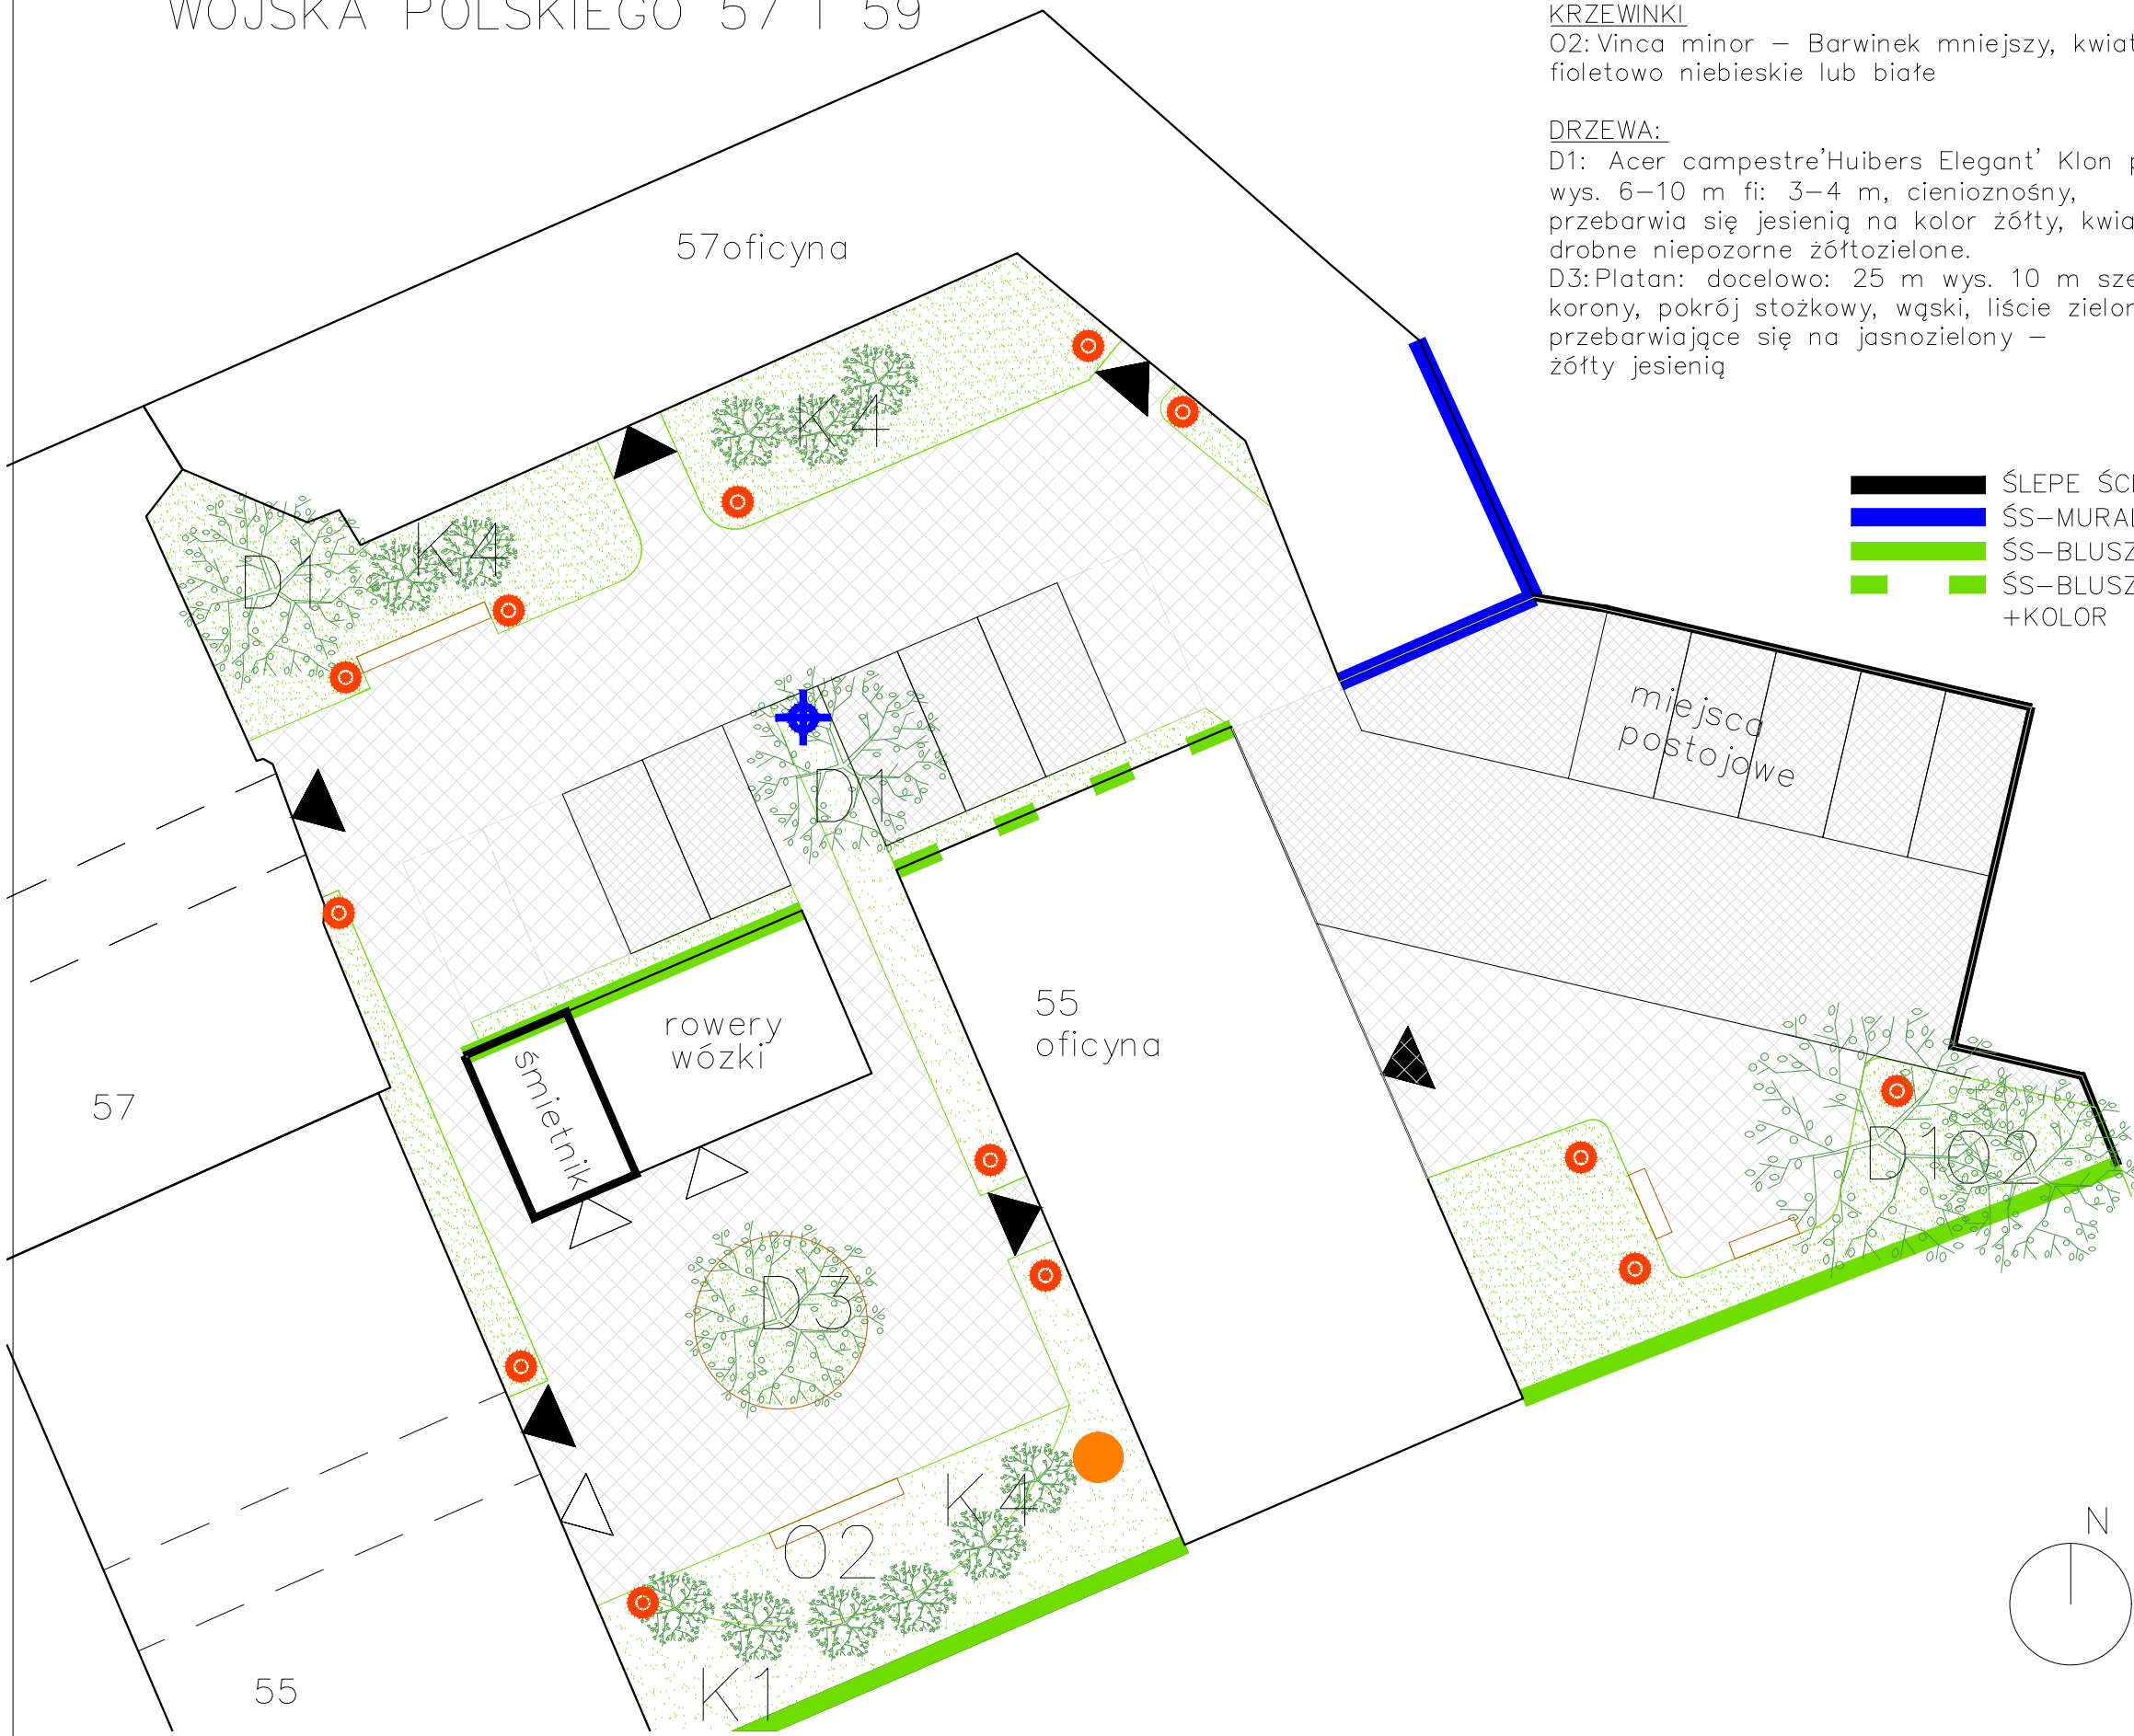 WOJSKA POLSKIEGO 57 I 59
KRZEWINKI
O2: Vinca minor – Barwinek mniejszy, kwiat
fioletowo niebieskie lub białe
DRZEWA:
D1: Acer campestre'Huibers Elegant' Klon p
wys. 6–10 m fi: 3–4 m, cienioznośny,
przebarwia się jesienią na kolor żółty, kwia
drobne niepozorne żółtozielone.
D3: Platan: docelowo: 25 m wys. 10 m sze
korony, pokrój stożkowy, wąski, liście zielon
przebarwiające się na jasnozielony –
żółty jesienią
ŚLEPE ŚCI
ŚS–MURAL
ŚS–BLUSZ
ŚS–BLUSZ
+KOLOR
57oficyna
K4
K4
D1
D1
miejsca
postojowe
rowery
wózki
śmietnik
55
oficyna
57
D1
O2
D3
K4
O2
K1
55
N